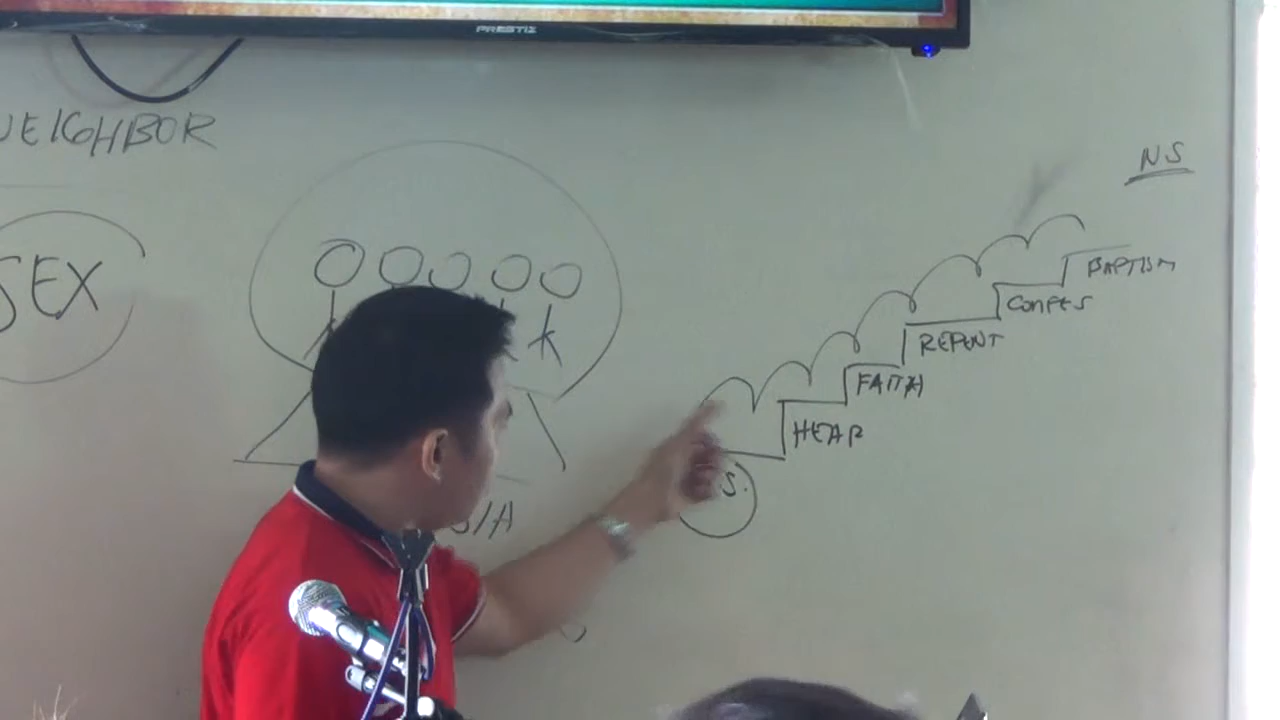 PRESTIZ
NEIGHBOR
NS
SEX
BAPTISM
CONFES
REPENT
FAITH
HEAR
S.
S/A